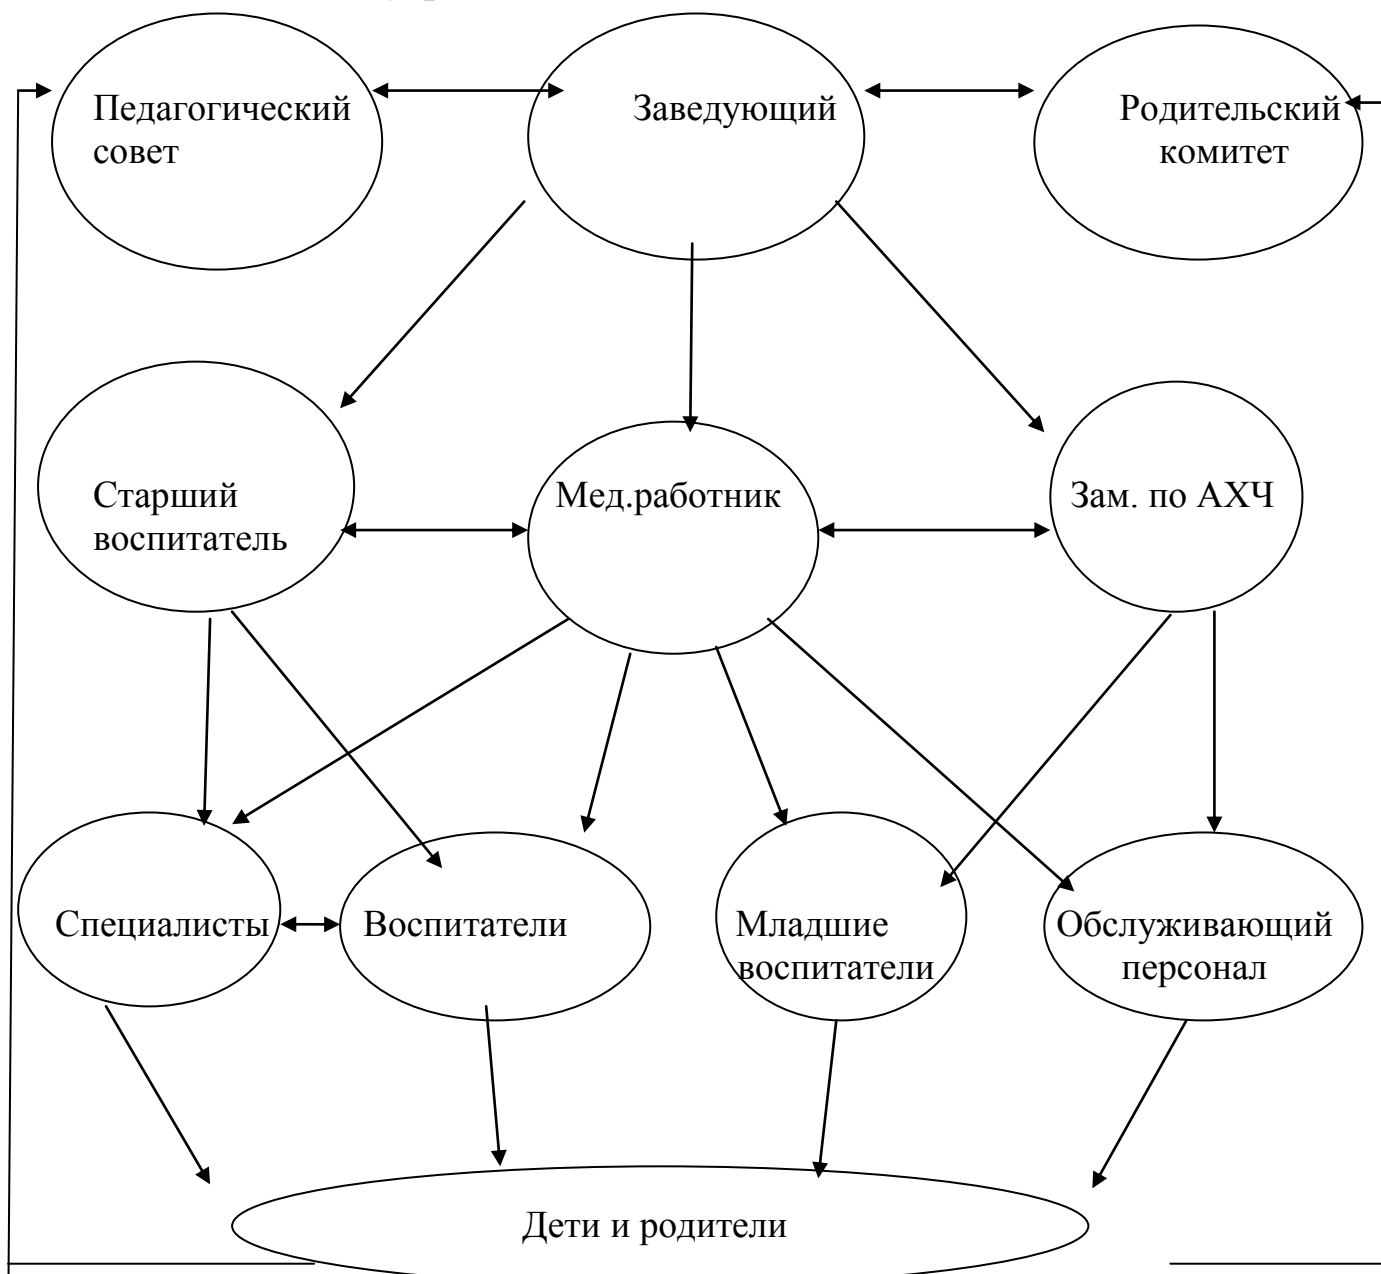 Педагогический
совет
Заведующий
Родительский
комитет
Старший
воспитатель
Мед.работник
Зам. по АХЧ
Специалисты
Воспитатели
Младшие
воспитатели
Обслуживающий
персонал
Дети и родители